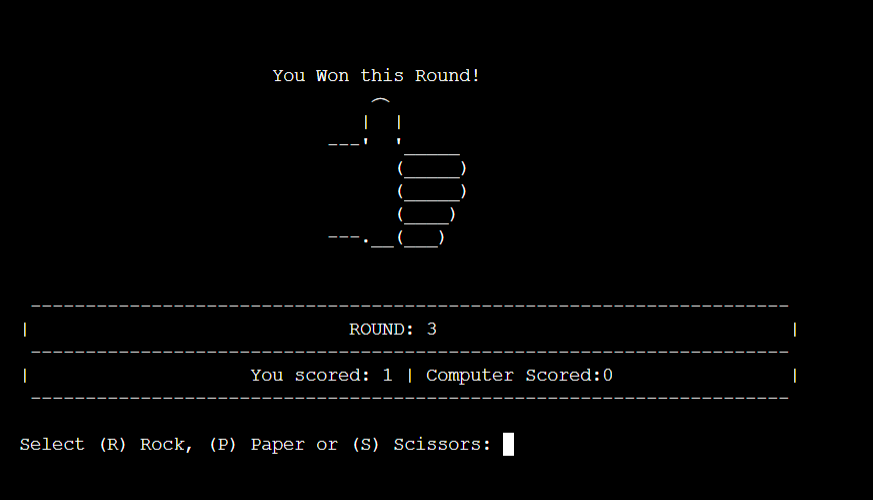 You Won this Round!
ROUND: 3
You scored: 1 | Computer Scored:0
Select (R) Rock, (P) Paper or (S) Scissors: